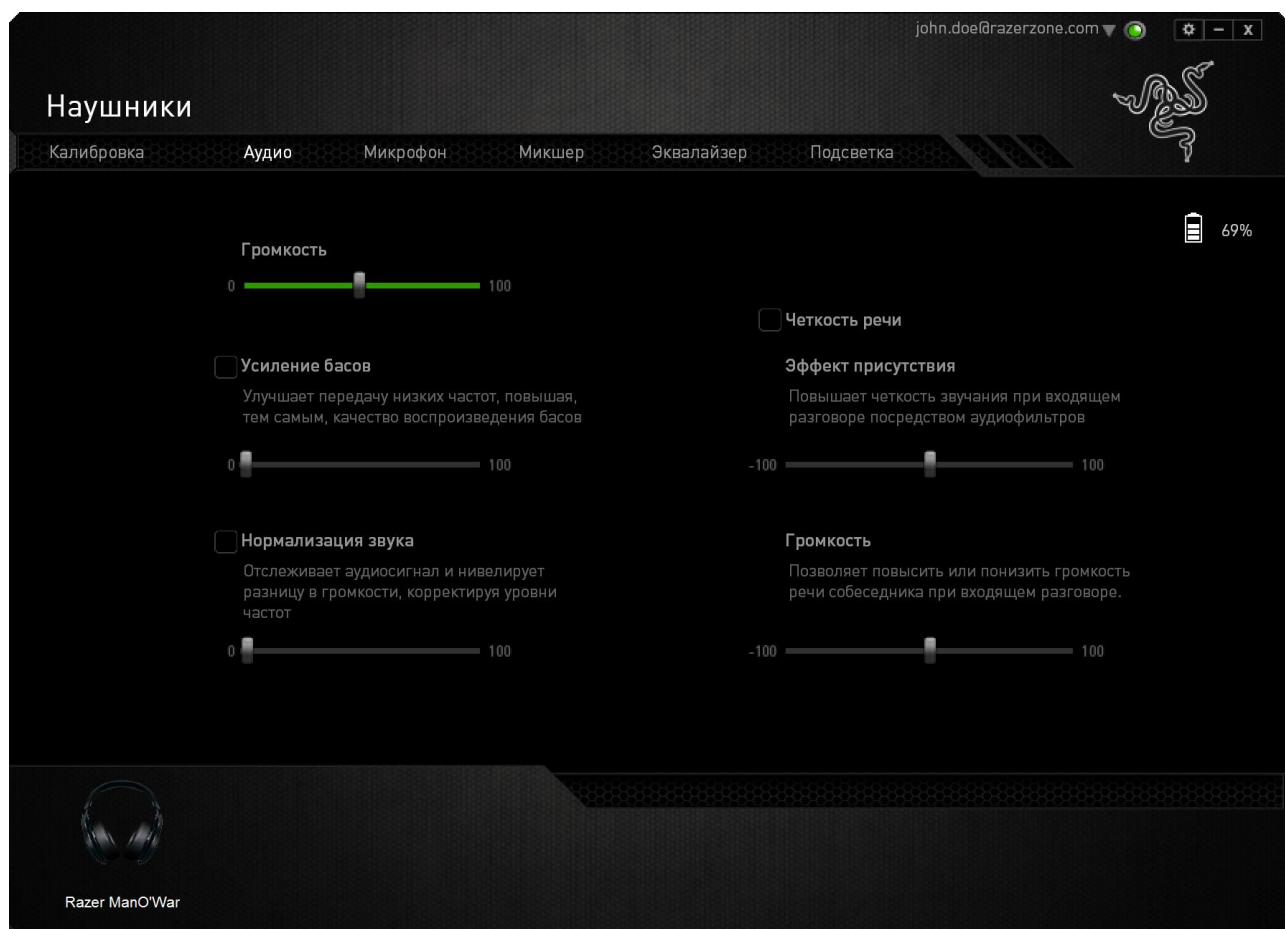 john.doe@razerzone.com
X
Наушники
Калибровка Аудио Микрофон Микшер Эквалайзер Подсветка
69%
Громкость
0 100
Усиление басов
Улучшает передачу низких частот, повышая,
тем самым, качество воспроизведения басов
0 100
Нормализация звука
Отслеживает аудиосигнал и нивелирует
разницу в громкости, корректируя уровни
частот
0 100
Четкость речи
Эффект присутствия
Повышает четкость звучания при входящем
разговоре посредством аудиофильтров
-100 100
Громкость
Позволяет повысить или понизить громкость
речи собеседника при входящем разговоре.
-100 100
Razer ManO'War